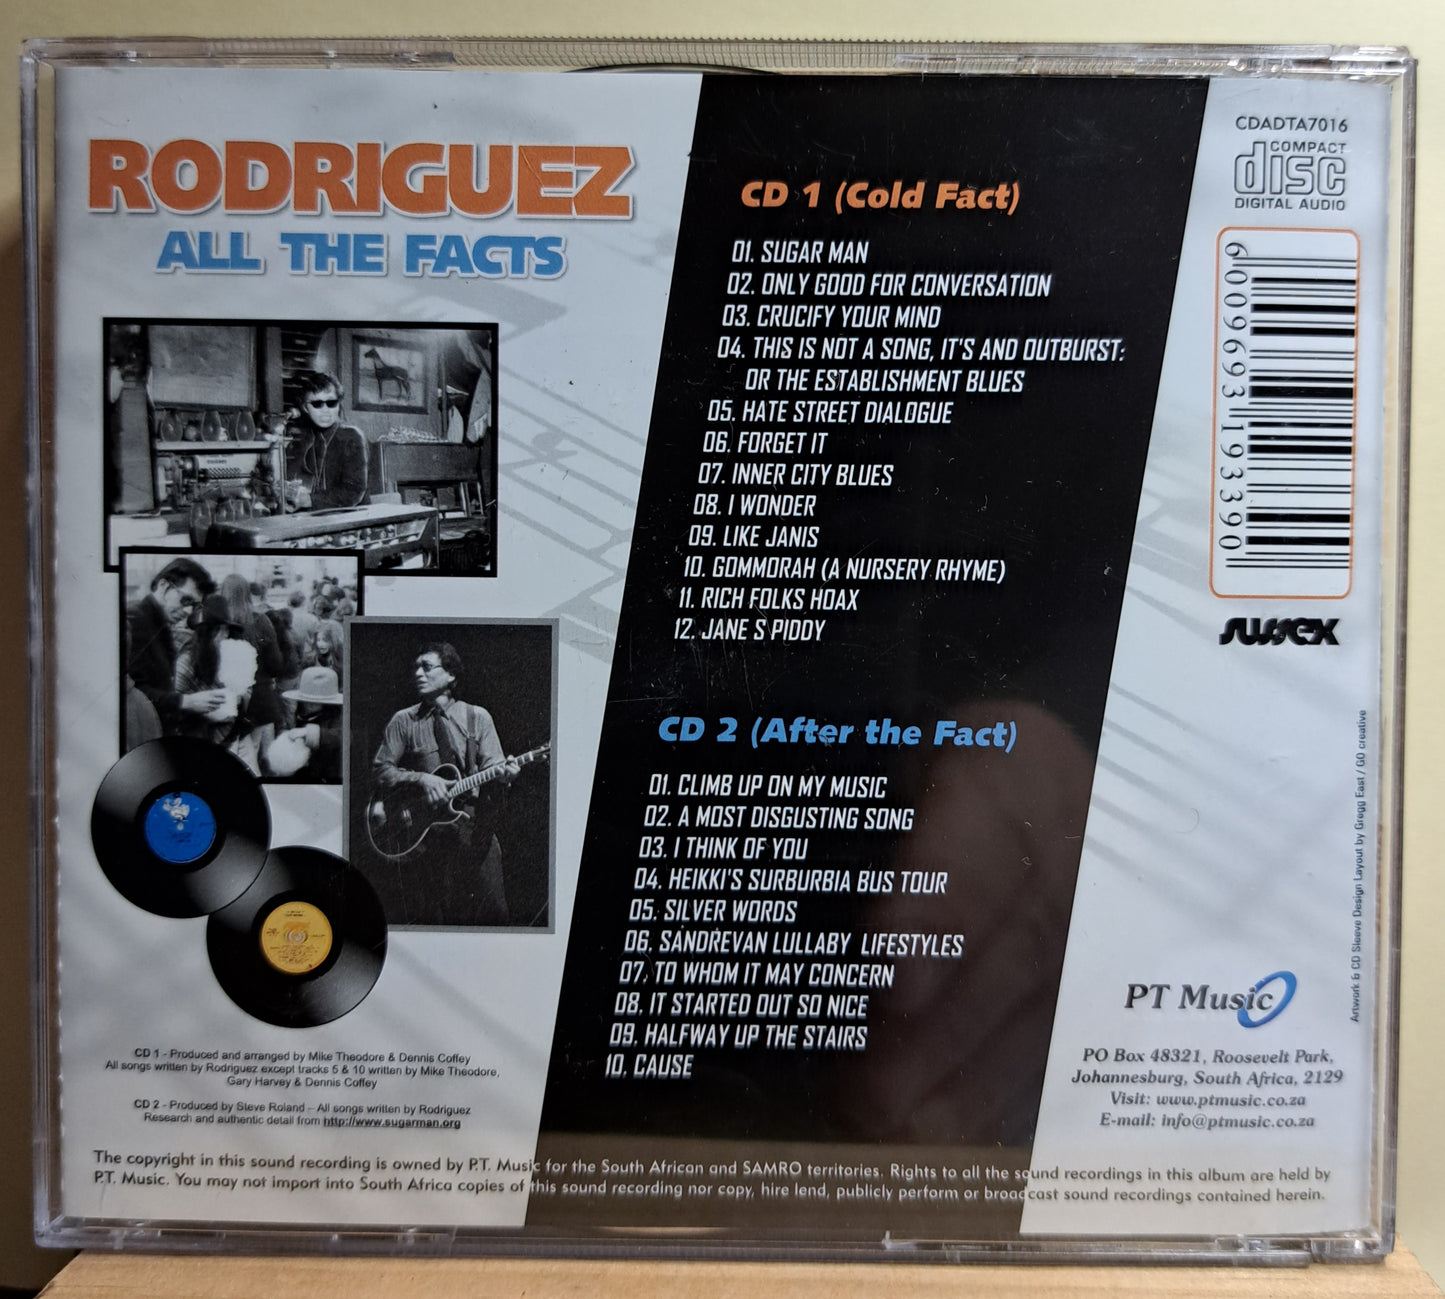 RODRIGUEZ
ALL THE FACTS
CD 1 - Produced and arranged by Mike Theodore & Dennis Coffey
All songs written by Rodriguez except tracks 5 & 10 written by Mike Theodore,
Gary Harvey & Dennis Coffey
CD 2 - Produced by Steve Roland – All songs written by Rodriguez
Research and authentic detail from http://www.sugarman.org
CD 1 (Cold Fact)
01. SUGAR MAN
02. ONLY GOOD FOR CONVERSATION
03. CRUCIFY YOUR MIND
04. THIS IS NOT A SONG, IT'S AND OUTBURST:
OR THE ESTABLISHMENT BLUES
05. HATE STREET DIALOGUE
06. FORGET IT
07. INNER CITY BLUES
08. I WONDER
09. LIKE JANIS
10. GOMMORAH (A NURSERY RHYME)
11. RICH FOLKS HOAX
12. JANE S PIDDY
CD 2 (After the Fact)
01. CLIMB UP ON MY MUSIC
02. A MOST DISGUSTING SONG
03. I THINK OF YOU
04. HEIKKI'S SURBURBIA BUS TOUR
05. SILVER WORDS
06. SANDREVAN LULLABY LIFESTYLES
07. TO WHOM IT MAY CONCERN
08. IT STARTED OUT SO NICE
09. HALFWAY UP THE STAIRS
10. CAUSE
CDADTA7016
COMPACT
disc
DIGITAL AUDIO
6009693193390
SUSSEX
Artwork & CD Sleeve Design Layout by Gregg East / GO creative
PT Music
PO Box 48321, Roosevelt Park,
Johannesburg, South Africa, 2129
Visit: www.ptmusic.co.za
E-mail: info@ptmusic.co.za
The copyright in this sound recording is owned by P.T. Music for the South African and SAMRO territories. Rights to all the sound recordings in this album are held by
P.T. Music. You may not import into South Africa copies of this sound recording nor copy, hire lend, publicly perform or broadcast sound recordings contained herein.